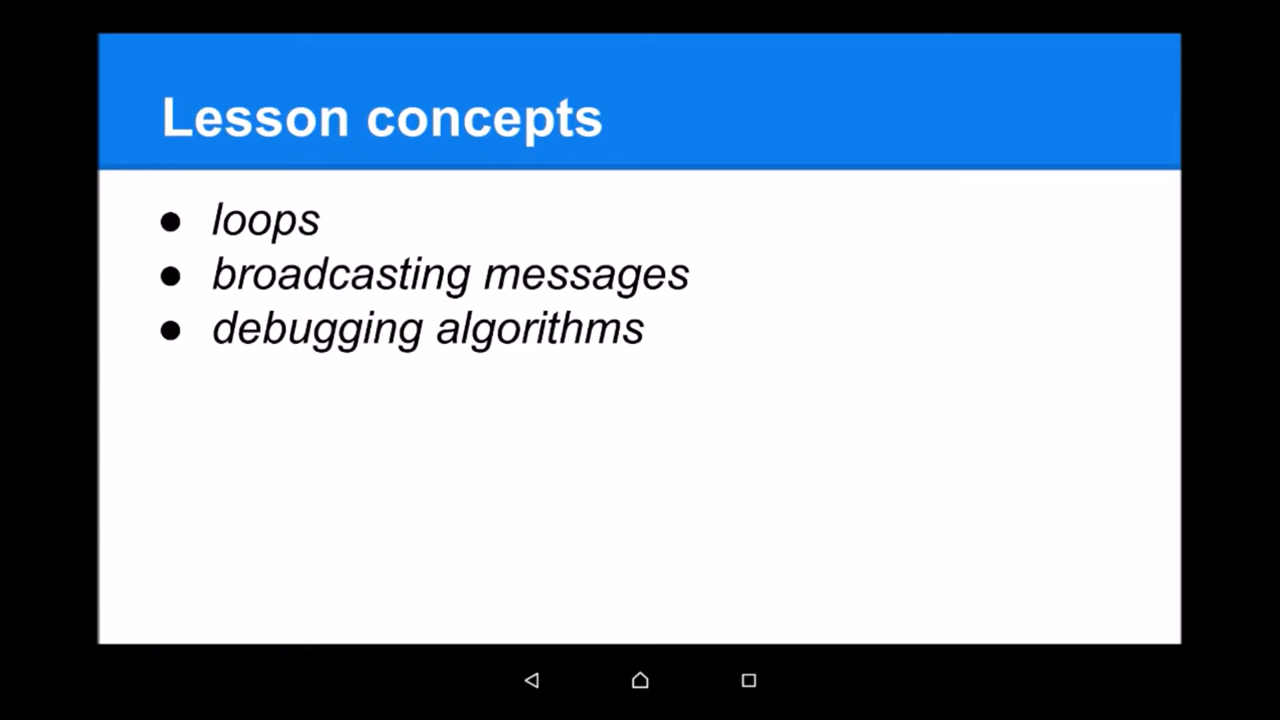 Lesson concepts
● loops
● broadcasting messages
● debugging algorithms